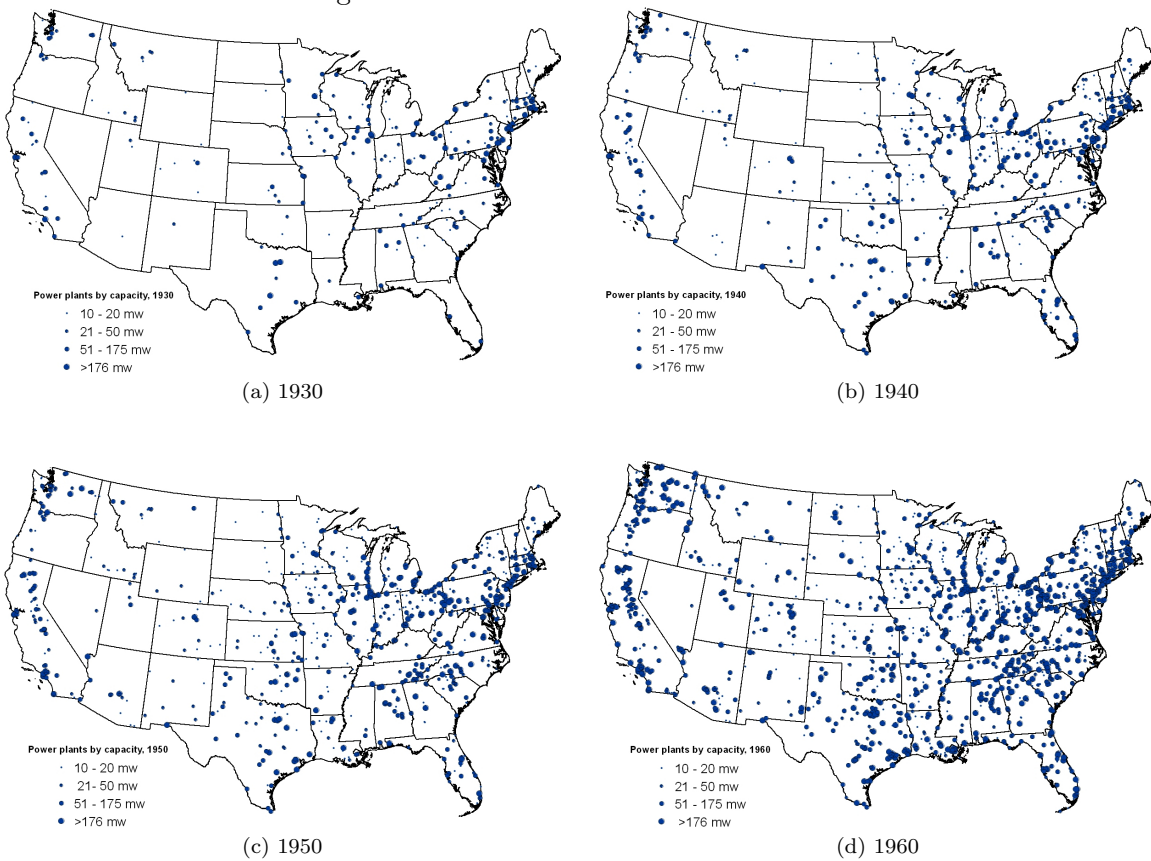 Power plants by capacity, 1930
10 - 20 mw
21 - 50 mw
51 - 175 mw
>176 mw
(a) 1930
Power plants by capacity, 1940
10 - 20 mw
21 - 50 mw
51 - 175 mw
>176 mw
(b) 1940
Power plants by capacity, 1950
10 - 20 mw
21- 50 mw
51 - 175 mw
>176 mw
(c) 1950
Power plants by capacity, 1960
10 - 20 mw
21 - 50 mw
51 - 175 mw
>176 mw
(d) 1960